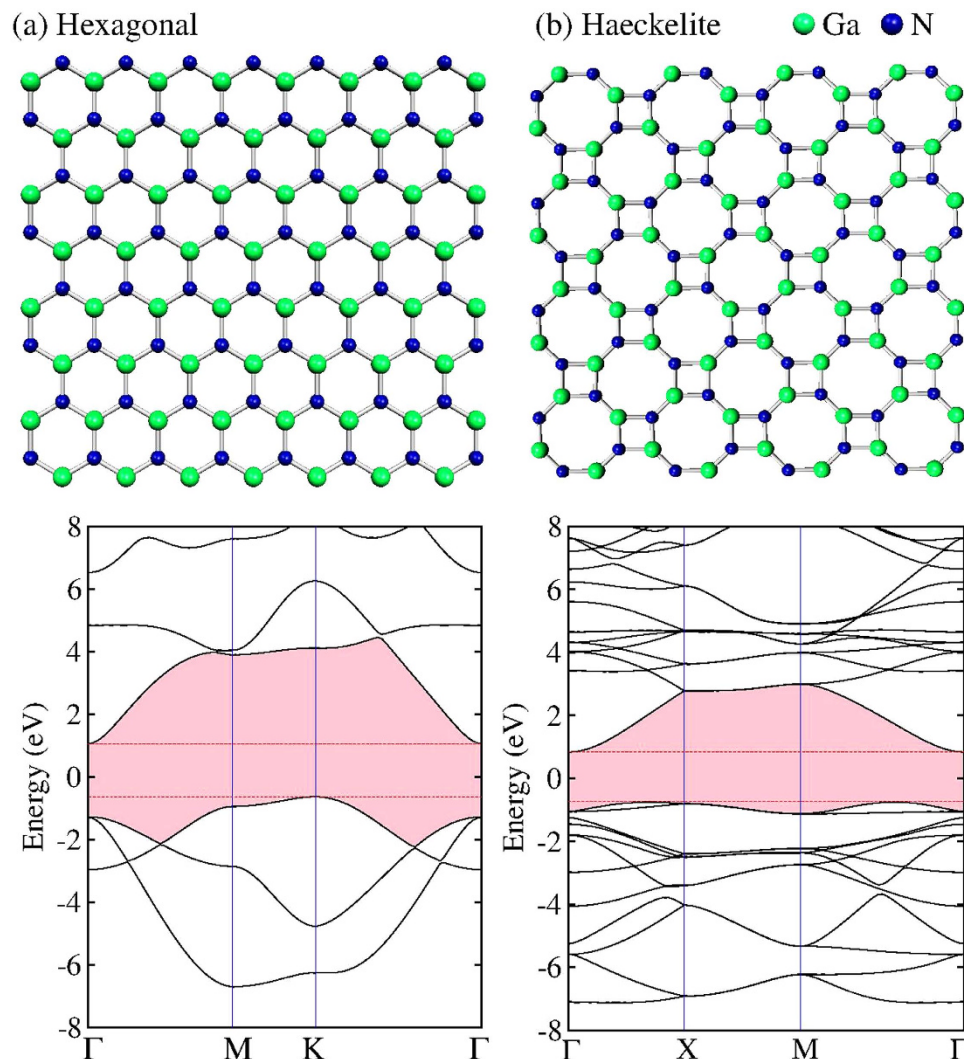 (a) Hexagonal
(b) Haeckelite
Ga
N
Energy (eV)
8
6
4
2
0
-2
-4
-6
-8
Γ
M
K
Γ
Energy (eV)
8
6
4
2
0
-2
-4
-6
-8
Γ
X
M
Γ